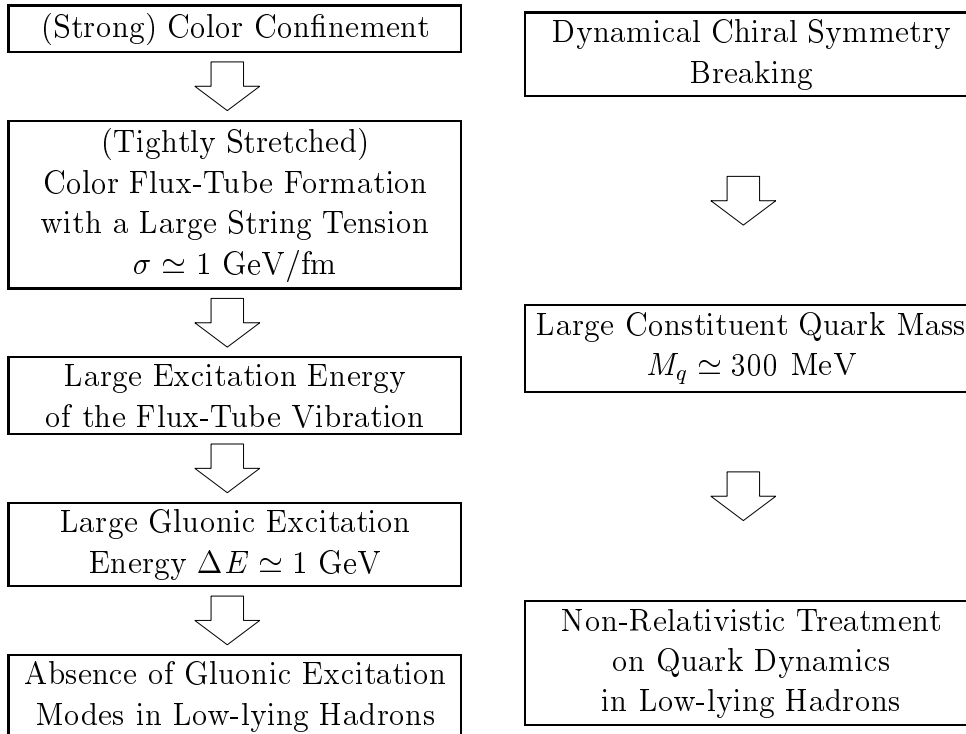 (Strong) Color Confinement
(Tightly Stretched)
Color Flux-Tube Formation
with a Large String Tension
σ ≃ 1 GeV/fm
Large Excitation Energy
of the Flux-Tube Vibration
Large Gluonic Excitation
Energy ΔE ≃ 1 GeV
Absence of Gluonic Excitation
Modes in Low-lying Hadrons
Dynamical Chiral Symmetry
Breaking
Large Constituent Quark Mass
M_q ≃ 300 MeV
Non-Relativistic Treatment
on Quark Dynamics
in Low-lying Hadrons